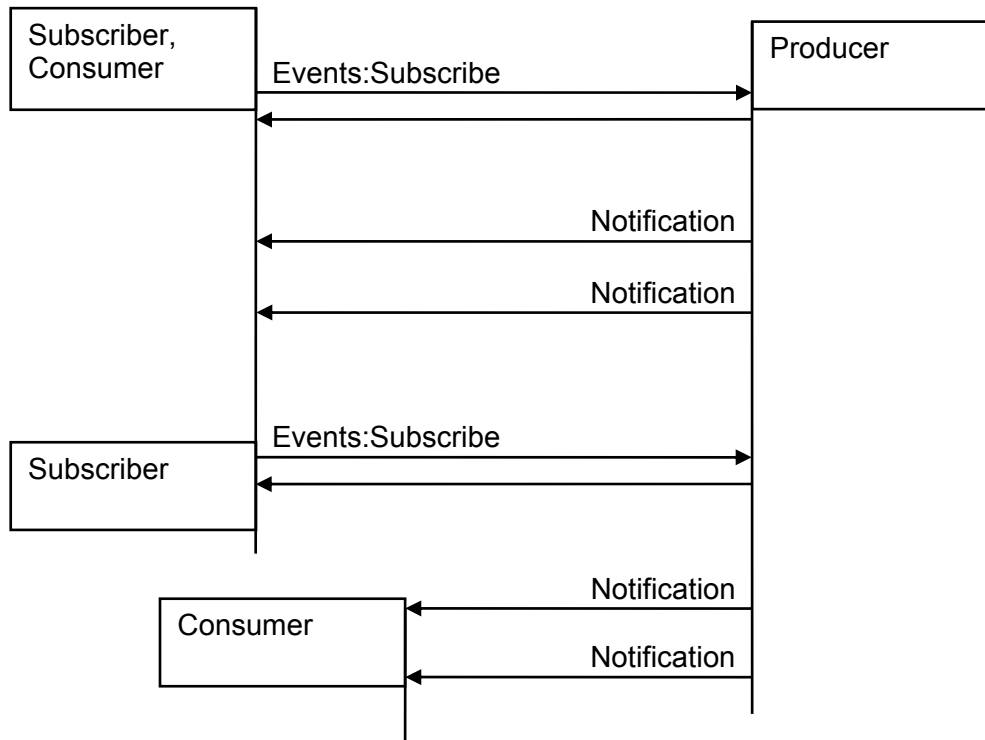 Subscriber,
Consumer
Producer
Events:Subscribe
Notification
Notification
Events:Subscribe
Subscriber
Notification
Consumer
Notification